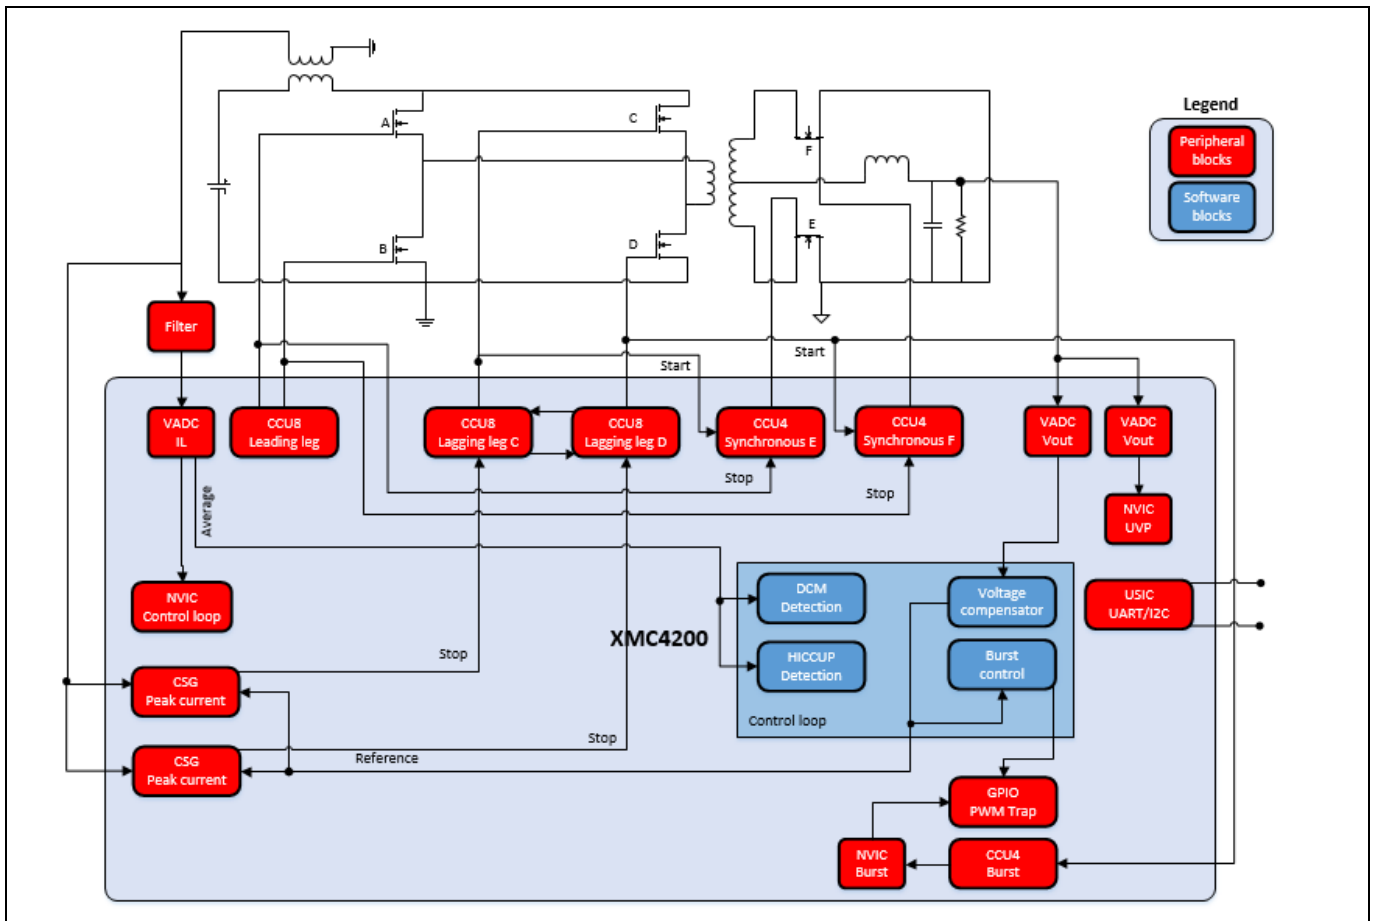 Legend
Peripheral
blocks
Software
blocks
A
B
C
D
F
E
Filter
Start
Start
VADC
IL
CCU8
Leading leg
CCU8
Lagging leg C
CCU8
Lagging leg D
CCU4
Synchronous E
CCU4
Synchronous F
VADC
Vout
VADC
Vout
Average
Stop
Stop
NVIC
UVP
NVIC
Control loop
DCM
Detection
Voltage
compensator
USIC
UART/I2C
XMC4200
HICCUP
Detection
Burst
control
Control loop
Stop
CSG
Peak current
Stop
CSG
Peak current
Reference
GPIO
PWM Trap
NVIC
Burst
CCU4
Burst